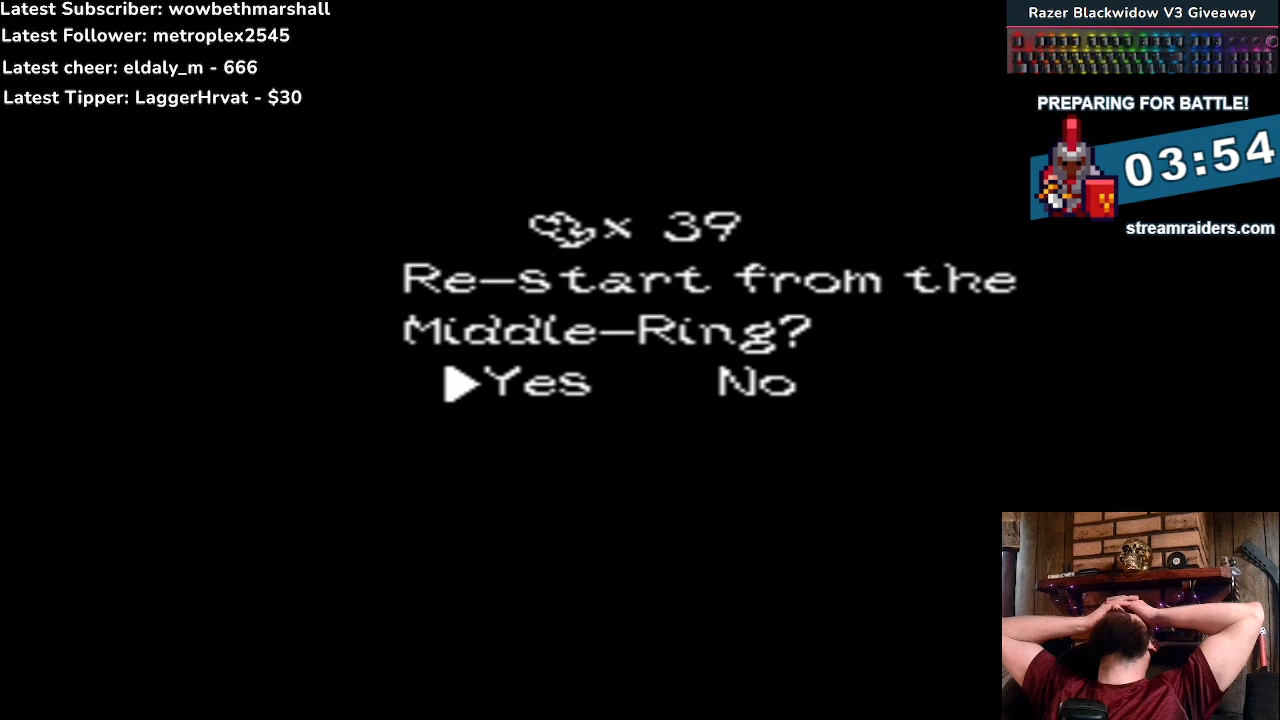 Latest Subscriber: wowbethmarshall
Latest Follower: metroplex2545
Latest cheer: eldaly_m - 666
Latest Tipper: LaggerHrvat - $30
Razer Blackwidow V3 Giveaway
PREPARING FOR BATTLE!
03:54
streamraiders.com
x 39
Re-start from the
Middle-Ring?
Yes No